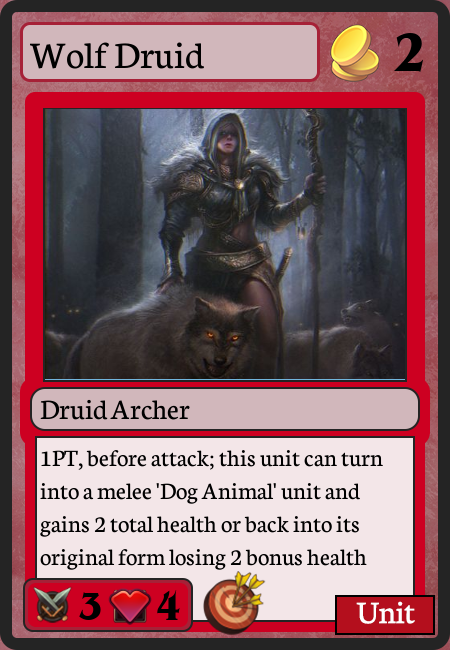 Wolf Druid
2
Druid Archer
1PT, before attack; this unit can turn
into a melee 'Dog Animal' unit and
gains 2 total health or back into its
original form losing 2 bonus health
3 4
Unit